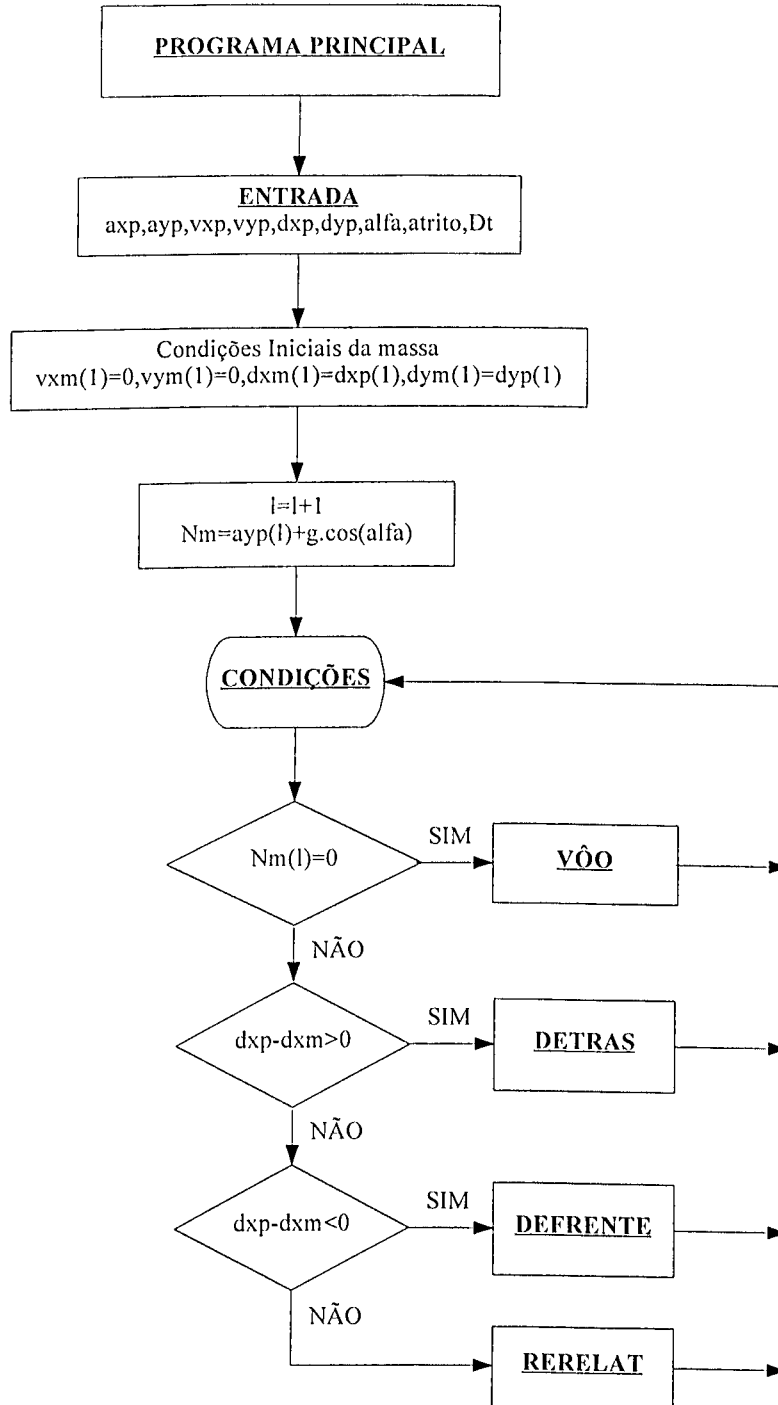 PROGRAMA PRINCIPAL
ENTRADA
axp,ayp,vxp,vyp,dxp,dyp,alfa,atrito,Dt
Condições Iniciais da massa
vxm(1)=0,vym(1)=0,dxm(1)=dxp(1),dym(1)=dyp(1)
l=l+1
Nm=ayp(l)+g.cos(alfa)
CONDIÇÕES
Nm(l)=0
SIM
VÔO
NÃO
dxp-dxm>0
SIM
DETRAS
NÃO
dxp-dxm<0
SIM
DEFRENTE
NÃO
RERELAT